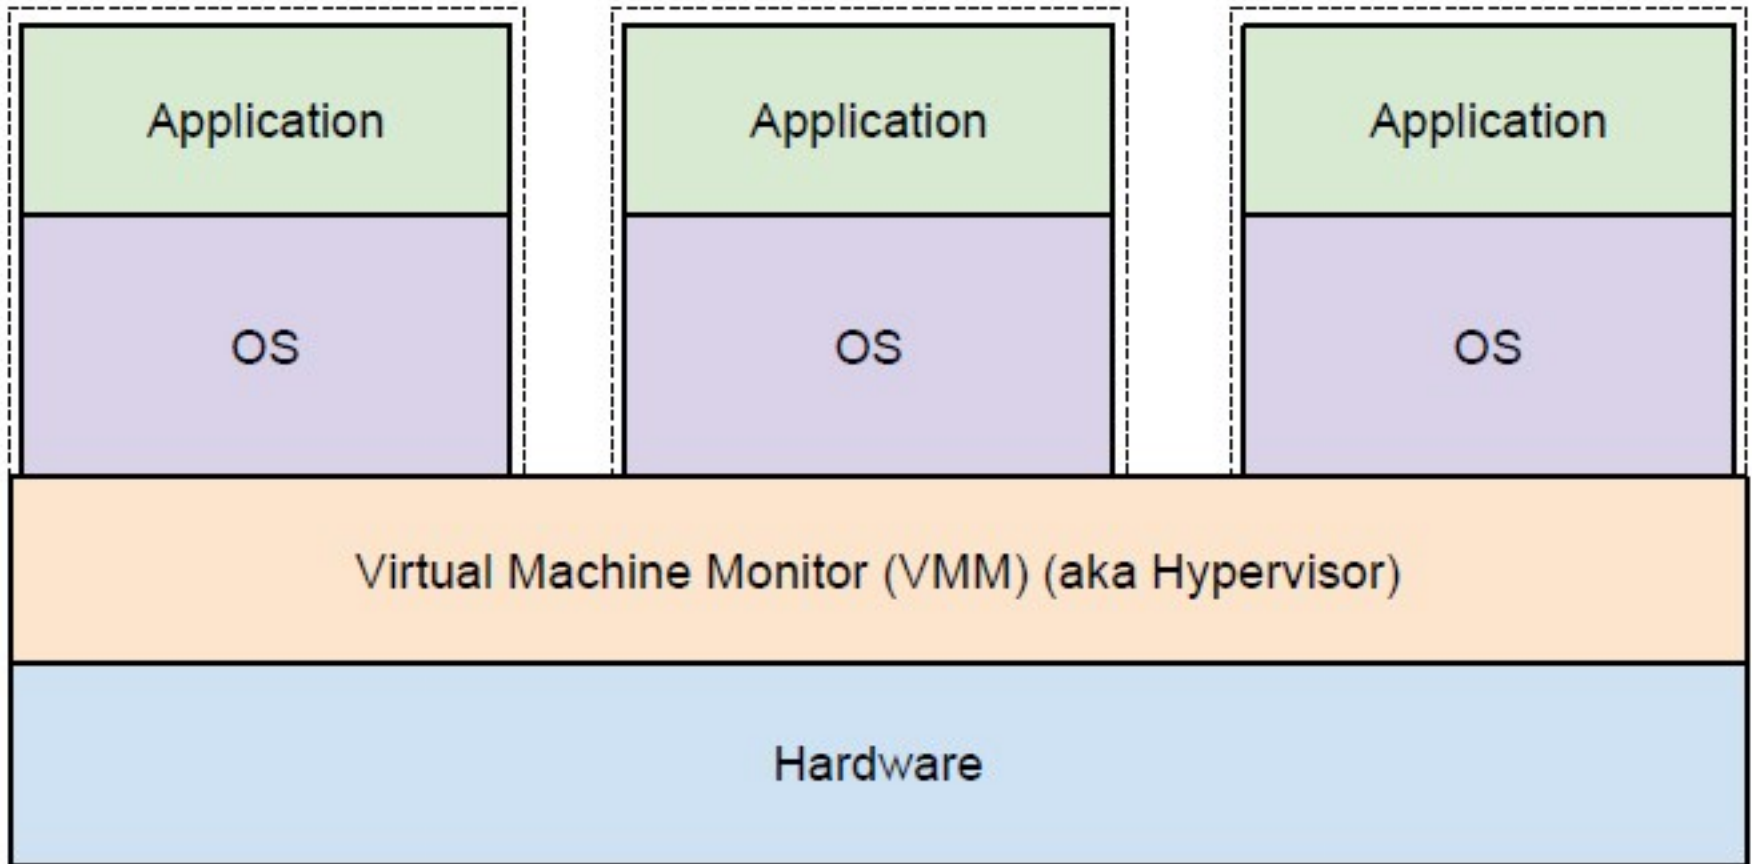 Application
Application
Application
OS
OS
OS
Virtual Machine Monitor (VMM) (aka Hypervisor)
Hardware